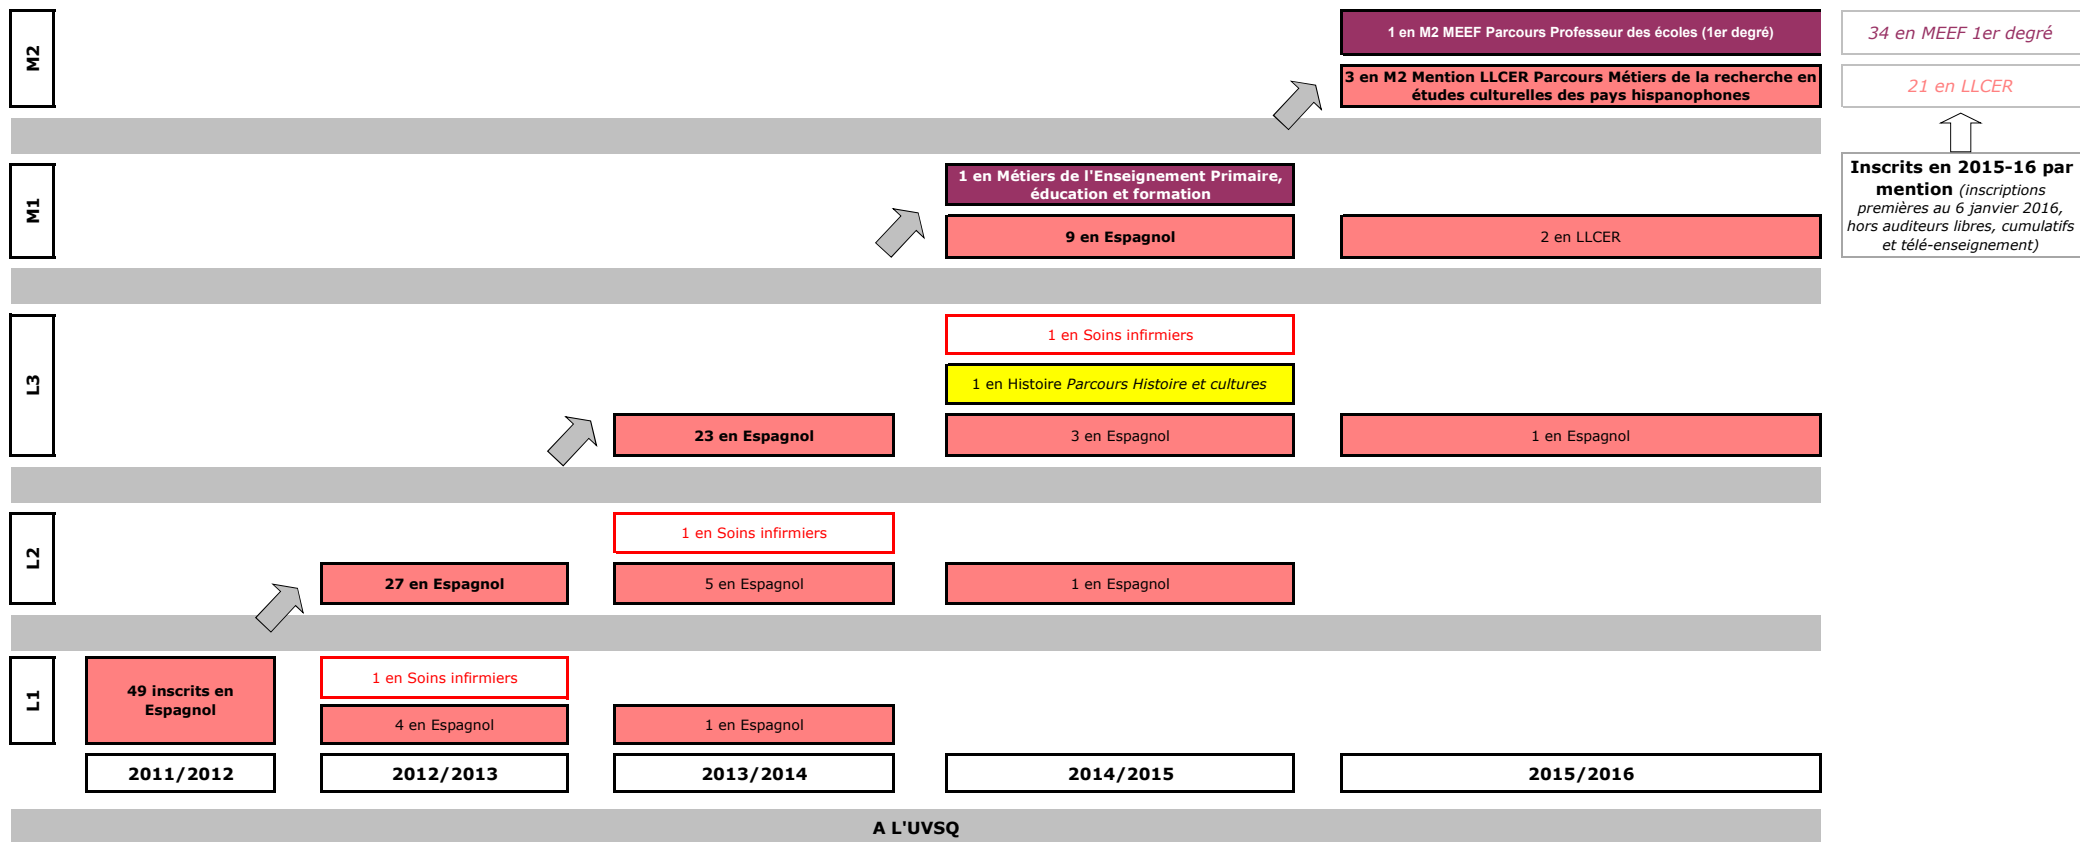 M2
1 en M2 MEEF Parcours Professeur des écoles (1er degré)
34 en MEEF 1er degré
3 en M2 Mention LLCER Parcours Métiers de la recherche en
études culturelles des pays hispanophones
21 en LLCER
M1
1 en Métiers de l'Enseignement Primaire,
éducation et formation
9 en Espagnol
2 en LLCER
Inscrits en 2015-16 par
mention (inscriptions
premières au 6 janvier 2016,
hors auditeurs libres, cumulatifs
et télé-enseignement)
L3
1 en Soins infirmiers
1 en Histoire Parcours Histoire et cultures
23 en Espagnol
3 en Espagnol
1 en Espagnol
L2
1 en Soins infirmiers
27 en Espagnol
5 en Espagnol
1 en Espagnol
L1
49 inscrits en
Espagnol
1 en Soins infirmiers
4 en Espagnol
1 en Espagnol
2011/2012
2012/2013
2013/2014
2014/2015
2015/2016
A L'UVSQ